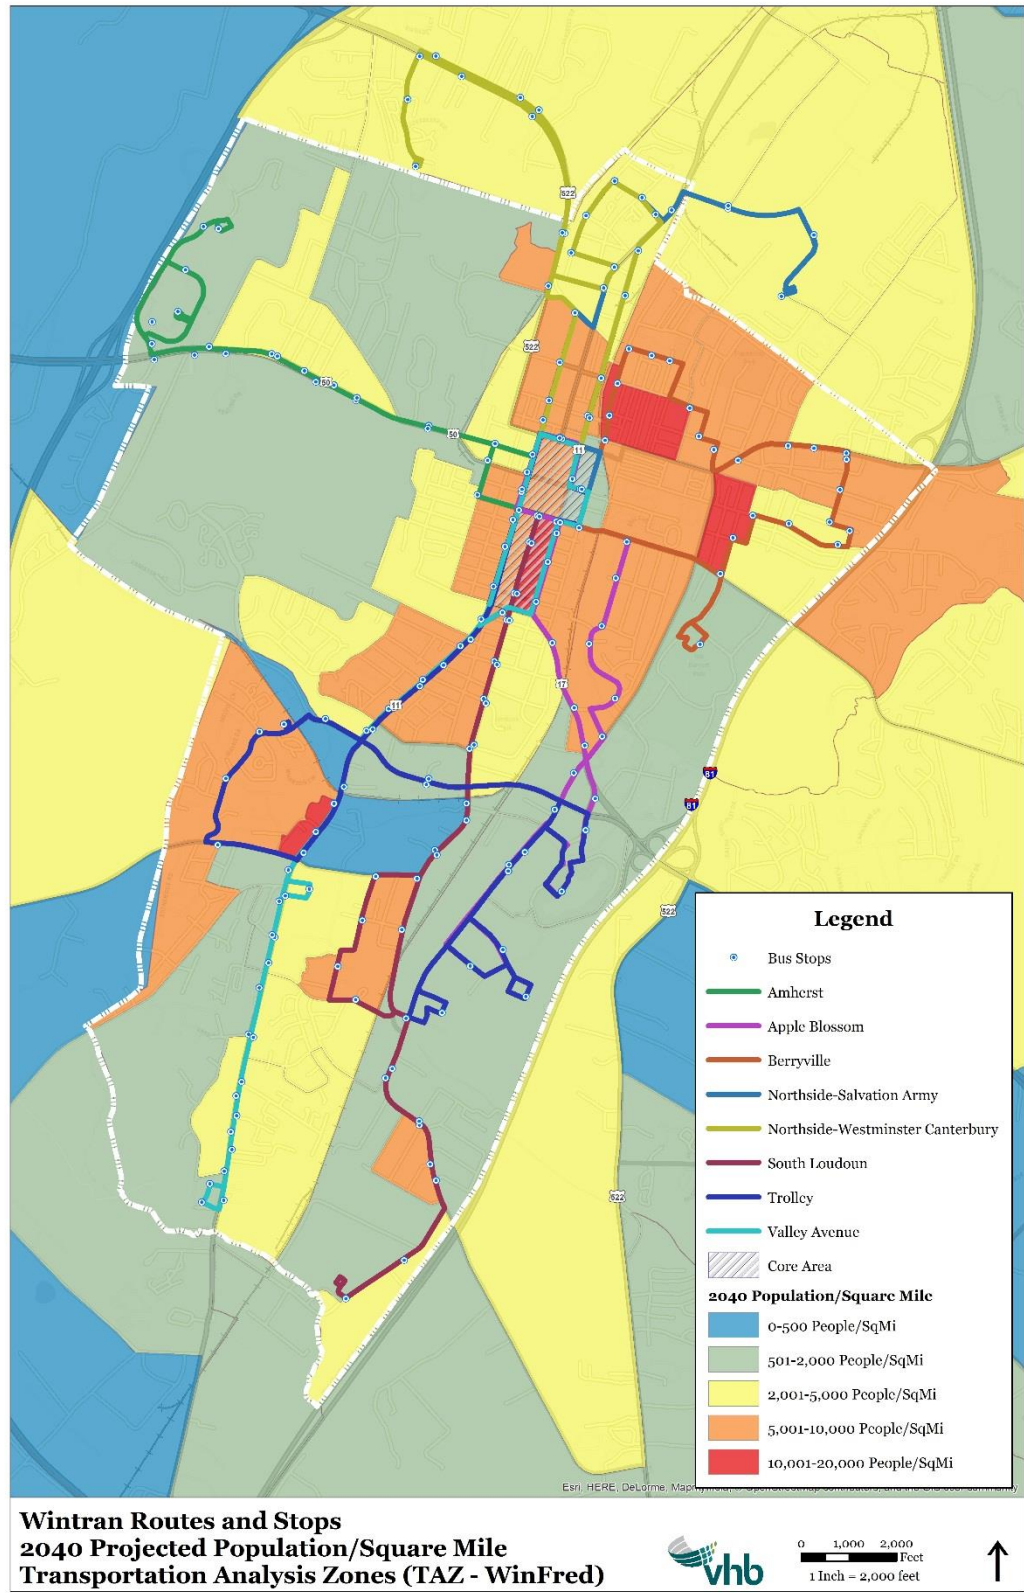 522
522
50
50
11
11
17
81
81
522
522
Legend
Bus Stops
Amherst
Apple Blossom
Berryville
Northside-Salvation Army
Northside-Westminster Canterbury
South Loudoun
Trolley
Valley Avenue
Core Area
2040 Population/Square Mile
0-500 People/SqMi
501-2,000 People/SqMi
2,001-5,000 People/SqMi
5,001-10,000 People/SqMi
10,001-20,000 People/SqMi
Esri, HERE, DeLorme,
Wintran Routes and Stops
2040 Projected Population/Square Mile
Transportation Analysis Zones (TAZ - WinFred)
vhb
0 1,000 2,000
Feet
1 Inch = 2,000 feet